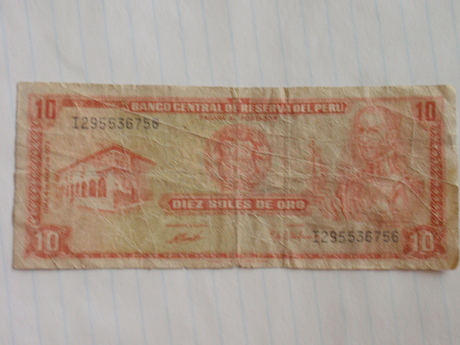 10 BANCO CENTRAL DE RESERVA DEL PERU 10
I295536756
DIEZ SOLES DE ORO
I295536756
10 10